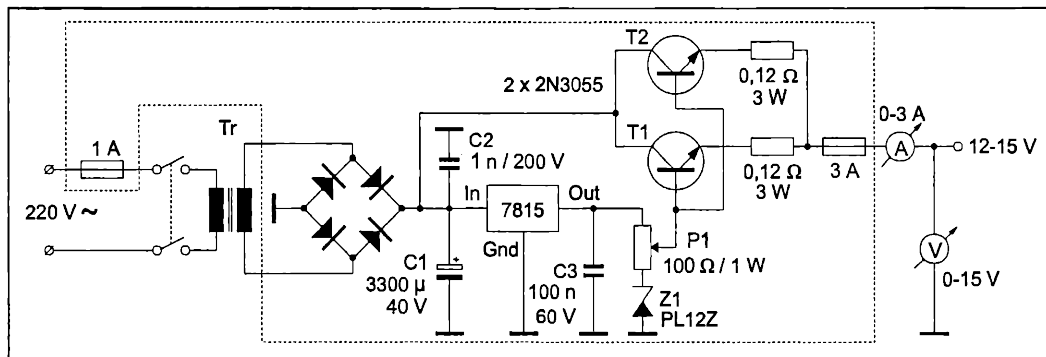 1 A
Tr
220 V ~
C2
1 n / 200 V
In
7815
Out
Gnd
C1
+
3300 µ
40 V
C3
100 n
60 V
P1
100 Ω / 1 W
Z1
PL12Z
2 x 2N3055
T2
T1
0,12 Ω
3 W
0,12 Ω
3 W
3 A
0-3 A
A
12-15 V
V
0-15 V